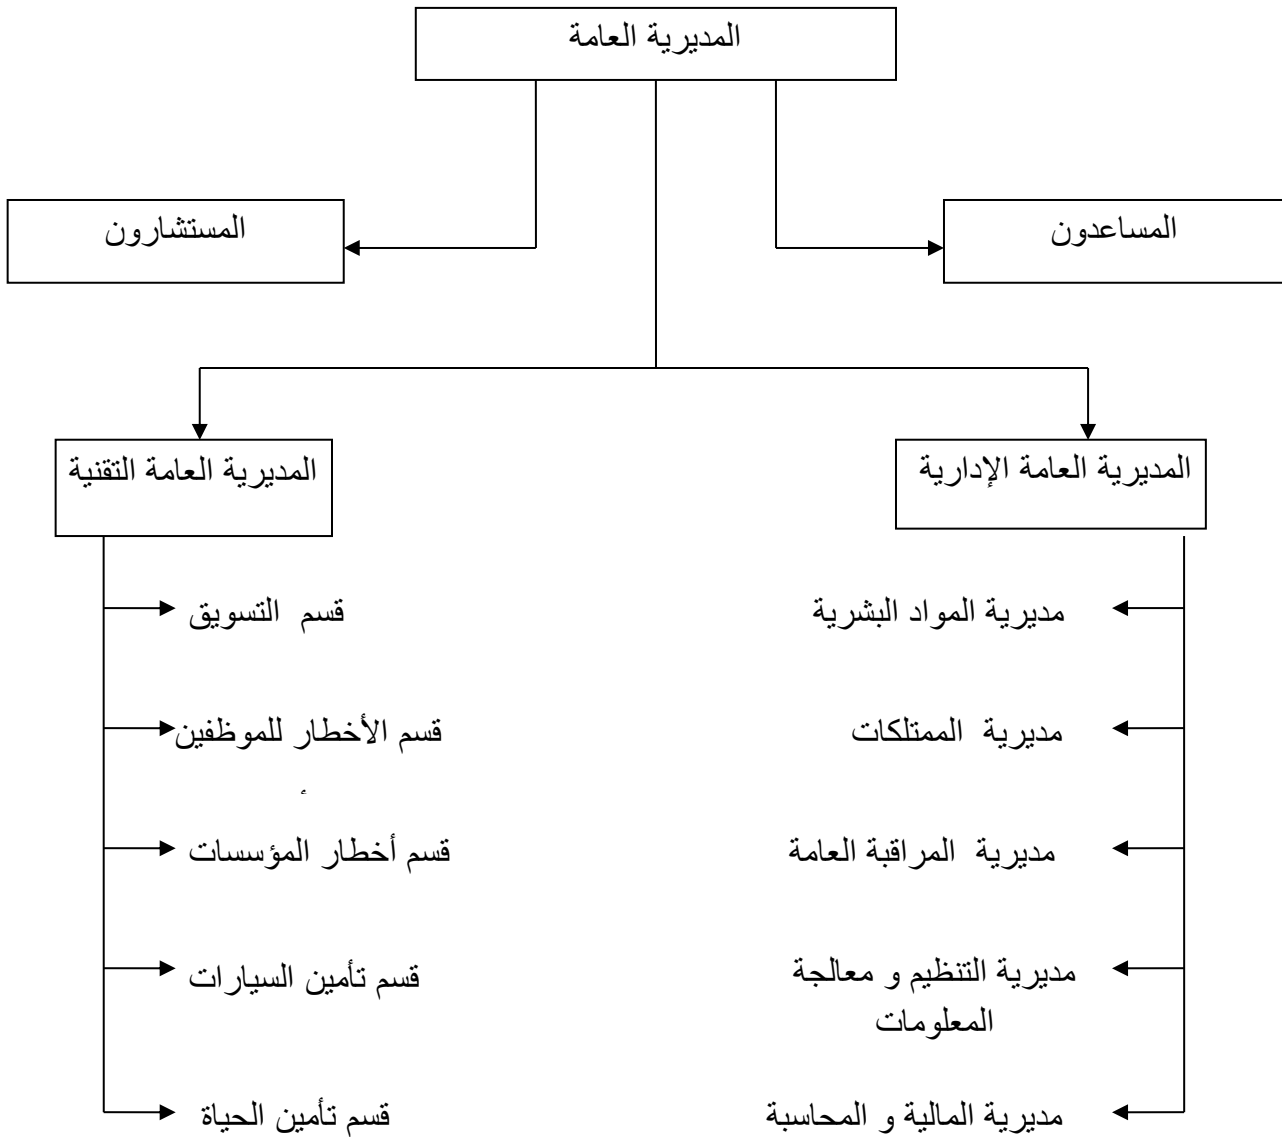 المديرية العامة
المساعدون
المستشارون
المديرية العامة الإدارية
المديرية العامة التقنية
مديرية المواد البشرية
قسم التسويق
مديرية الممتلكات
قسم الأخطار للموظفين
مديرية المراقبة العامة
قسم أخطار المؤسسات
مديرية التنظيم و معالجة
المعلومات
قسم تأمين السيارات
مديرية المالية و المحاسبة
قسم تأمين الحياة